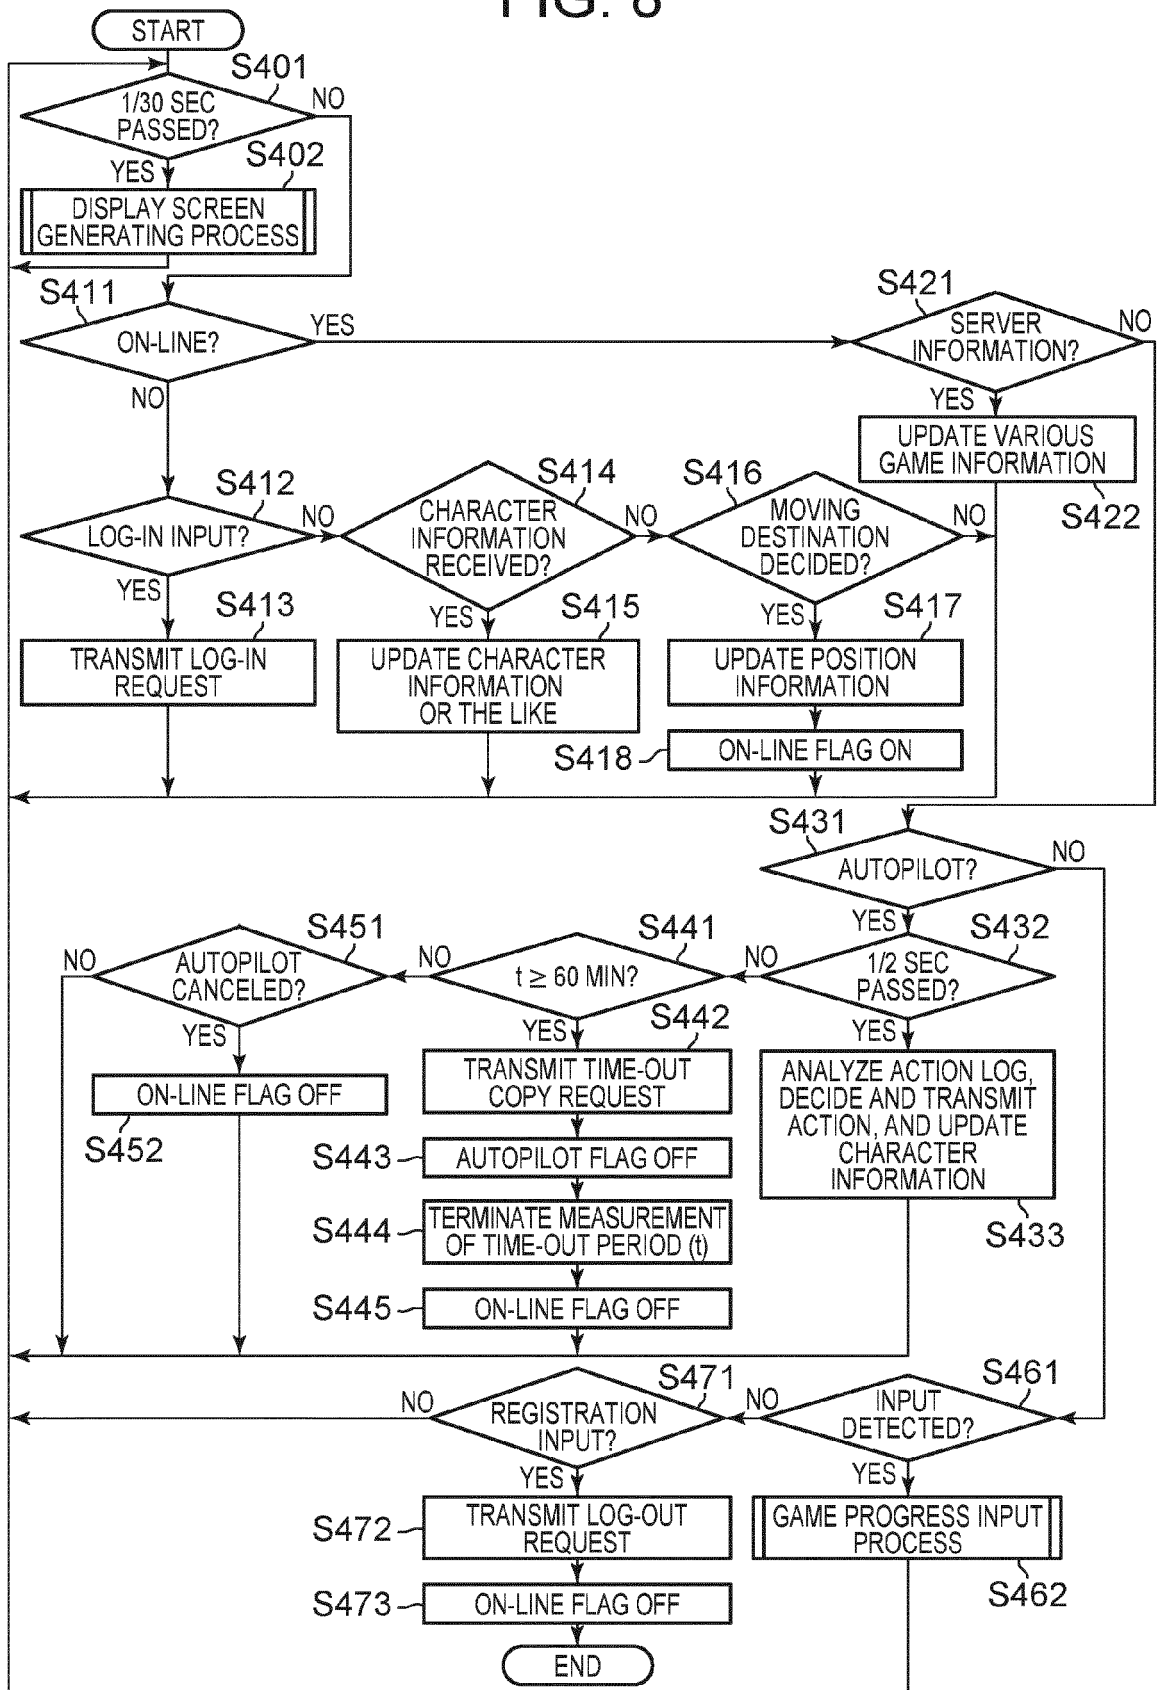 FIG. 8
START
S401
1/30 SEC
PASSED?
NO
YES
S402
DISPLAY SCREEN
GENERATING PROCESS
S411
ON-LINE?
YES
NO
S421
SERVER
INFORMATION?
NO
YES
UPDATE VARIOUS
GAME INFORMATION
S422
S412
LOG-IN INPUT?
NO
YES
S413
TRANSMIT LOG-IN
REQUEST
S414
CHARACTER
INFORMATION
RECEIVED?
NO
YES
S415
UPDATE CHARACTER
INFORMATION
OR THE LIKE
S416
MOVING
DESTINATION
DECIDED?
NO
YES
S417
UPDATE POSITION
INFORMATION
S418
ON-LINE FLAG ON
S431
AUTOPILOT?
NO
YES
S432
1/2 SEC
PASSED?
NO
YES
ANALYZE ACTION LOG,
DECIDE AND TRANSMIT
ACTION, AND UPDATE
CHARACTER
INFORMATION
S433
S441
t ≥ 60 MIN?
NO
YES
S442
TRANSMIT TIME-OUT
COPY REQUEST
S443
AUTOPILOT FLAG OFF
S444
TERMINATE MEASUREMENT
OF TIME-OUT PERIOD (t)
S445
ON-LINE FLAG OFF
S451
AUTOPILOT
CANCELED?
NO
YES
ON-LINE FLAG OFF
S452
S461
INPUT
DETECTED?
NO
YES
GAME PROGRESS INPUT
PROCESS
S462
S471
REGISTRATION
INPUT?
NO
YES
S472
TRANSMIT LOG-OUT
REQUEST
S473
ON-LINE FLAG OFF
END